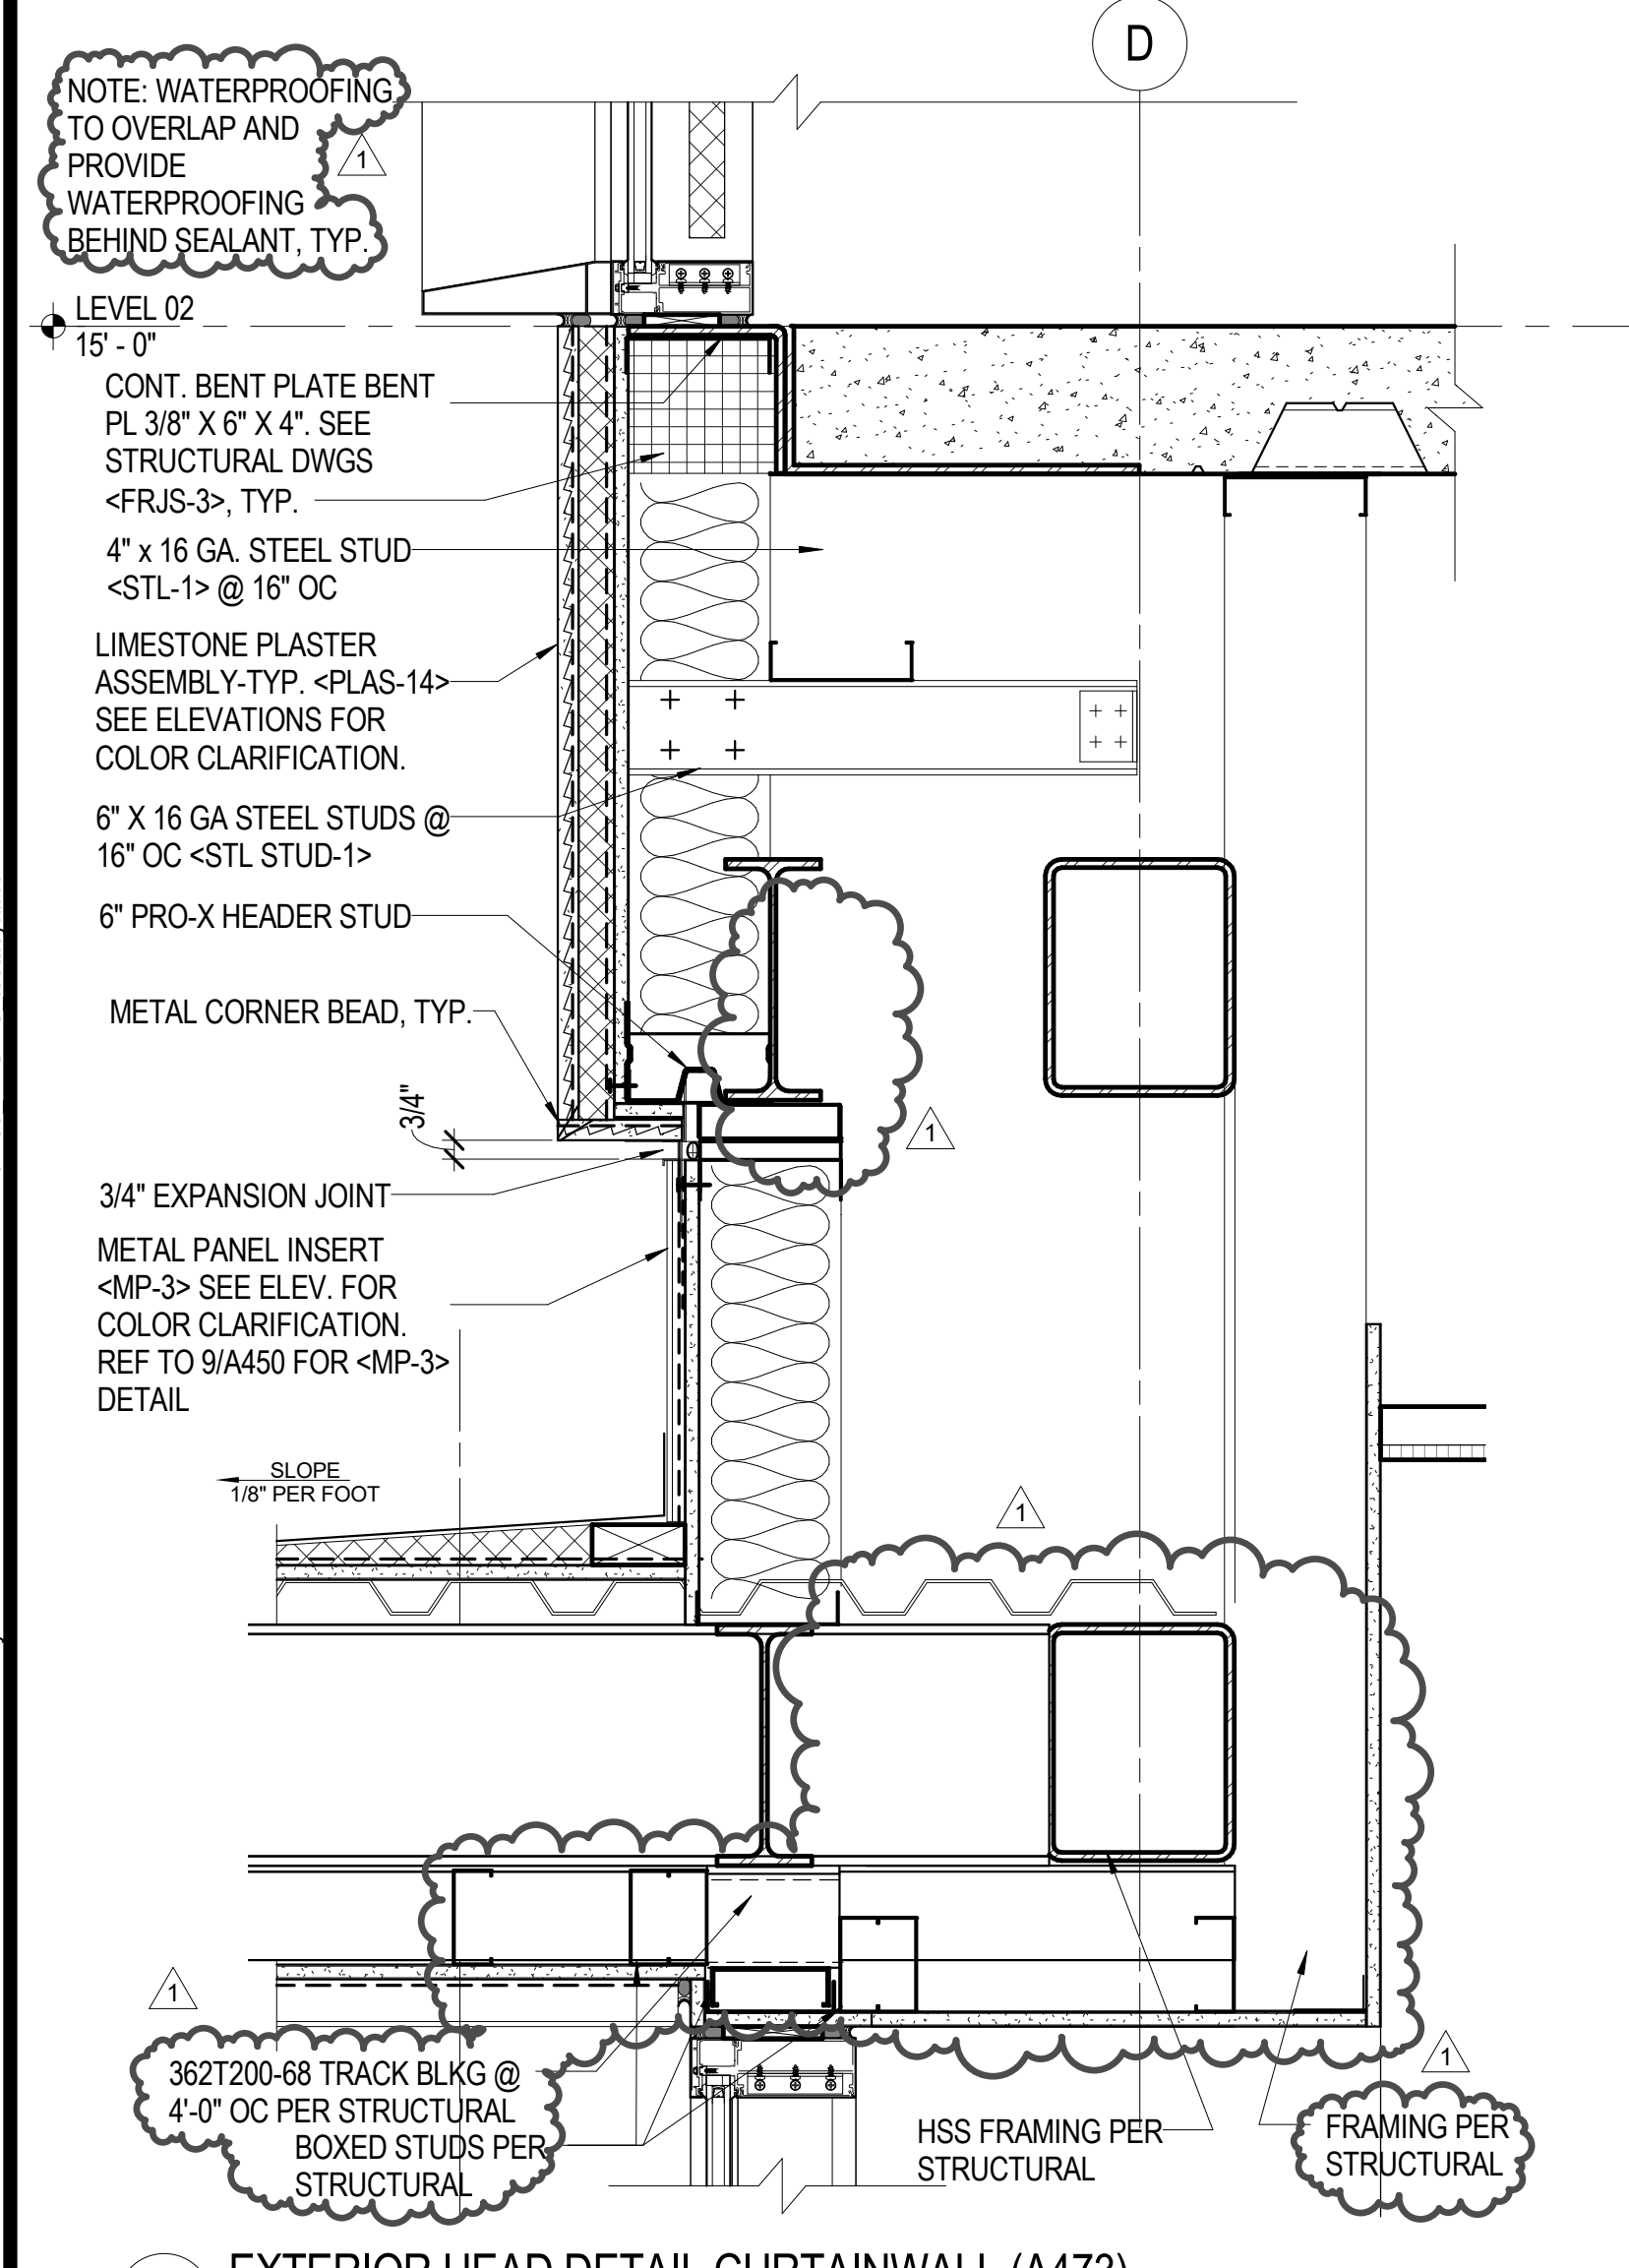 D
NOTE: WATERPROOFING
TO OVERLAP AND
PROVIDE
WATERPROOFING
BEHIND SEALANT, TYP.
1
LEVEL 02
15' - 0"
CONT. BENT PLATE BENT
PL 3/8" X 6" X 4". SEE
STRUCTURAL DWGS
<FRJS-3>, TYP.
4" x 16 GA. STEEL STUD
<STL-1> @ 16" OC
LIMESTONE PLASTER
ASSEMBLY-TYP. <PLAS-14>
SEE ELEVATIONS FOR
COLOR CLARIFICATION.
6" X 16 GA STEEL STUDS @
16" OC <STL STUD-1>
6" PRO-X HEADER STUD
METAL CORNER BEAD, TYP.
3/4"
1
3/4" EXPANSION JOINT
METAL PANEL INSERT
<MP-3> SEE ELEV. FOR
COLOR CLARIFICATION.
REF TO 9/A450 FOR <MP-3>
DETAIL
SLOPE
1/8" PER FOOT
1
1
362T200-68 TRACK BLKG @
4'-0" OC PER STRUCTURAL
BOXED STUDS PER
STRUCTURAL
HSS FRAMING PER
STRUCTURAL
1
FRAMING PER
STRUCTURAL
EXTERIOR HEAD DETAIL CURTAINWALL (A473)